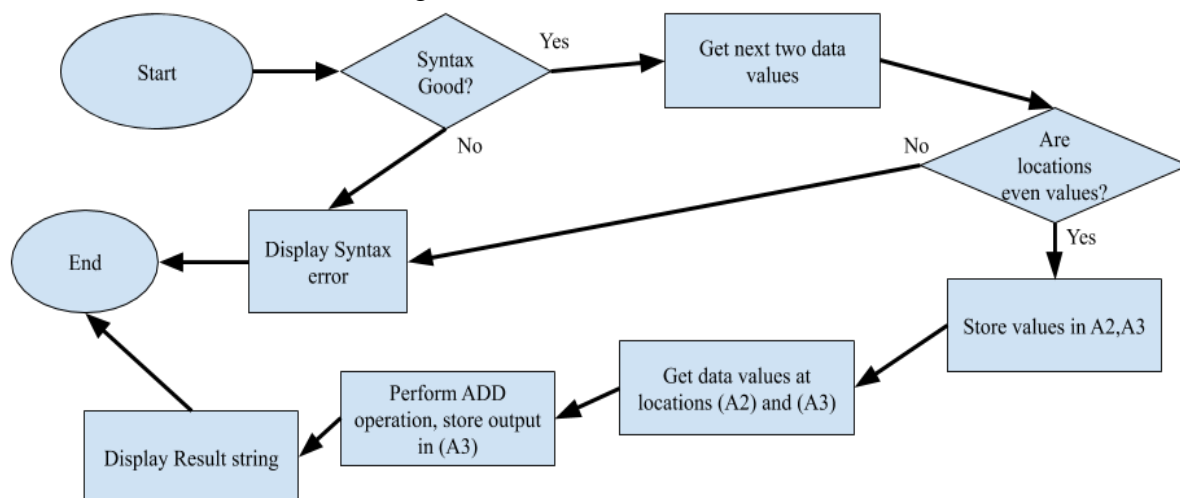 Start
Syntax
Good?
Yes
No
Get next two data
values
Are
locations
even values?
No
Yes
Display Syntax
error
End
Store values in A2,A3
Get data values at
locations (A2) and (A3)
Perform ADD
operation, store output
in (A3)
Display Result string